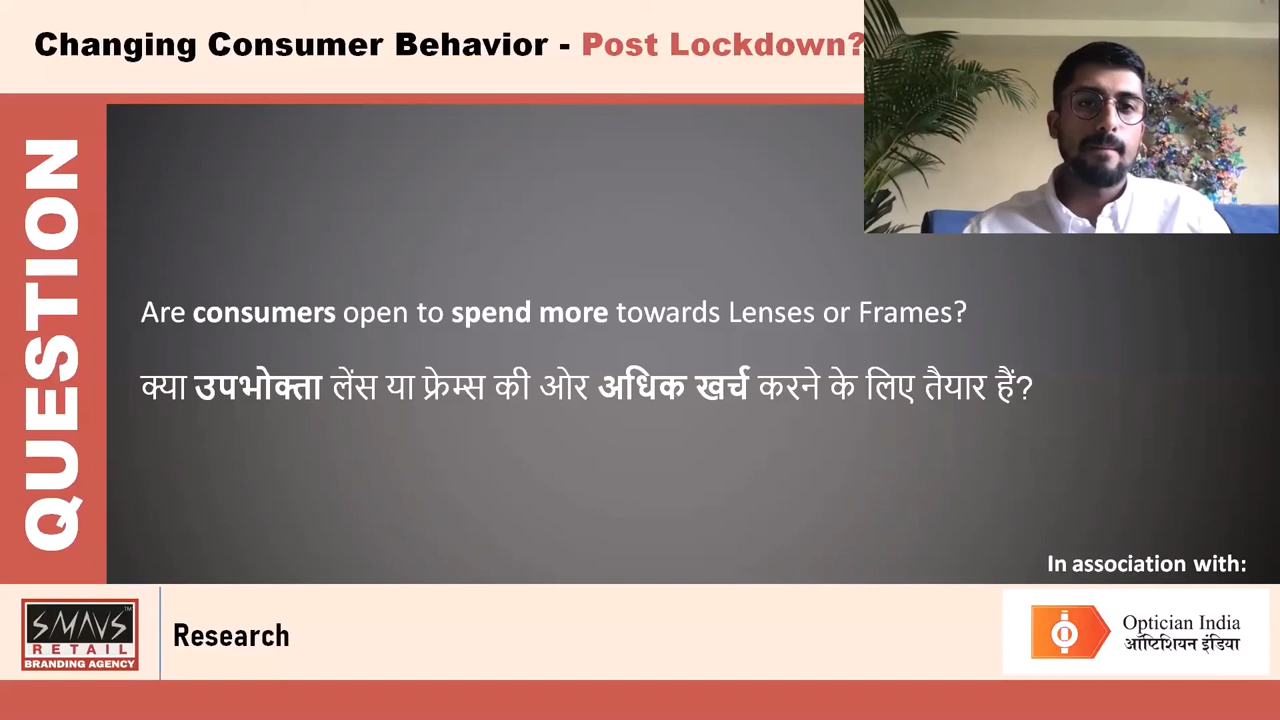 Changing Consumer Behavior - Post Lockdown?
QUESTION
Are consumers open to spend more towards Lenses or Frames?
क्या उपभोक्ता लेंस या फ्रेम्स की ओर अधिक खर्च करने के लिए तैयार हैं?
In association with:
SMAVS™
RETAIL
BRANDING AGENCY
Research
Optician India
ऑप्टिशियन इंडिया